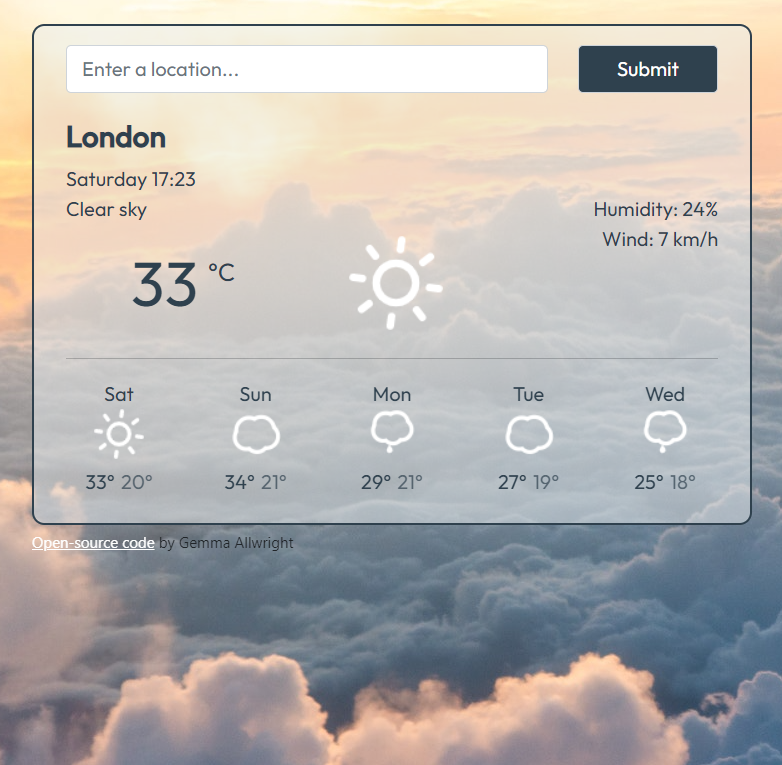 Enter a location...
Submit
London
Saturday 17:23
Clear sky
Humidity: 24%
Wind: 7 km/h
33 °C
Sat Sun Mon Tue Wed
33° 20° 34° 21° 29° 21° 27° 19° 25° 18°
Open-source code by Gemma Allwright